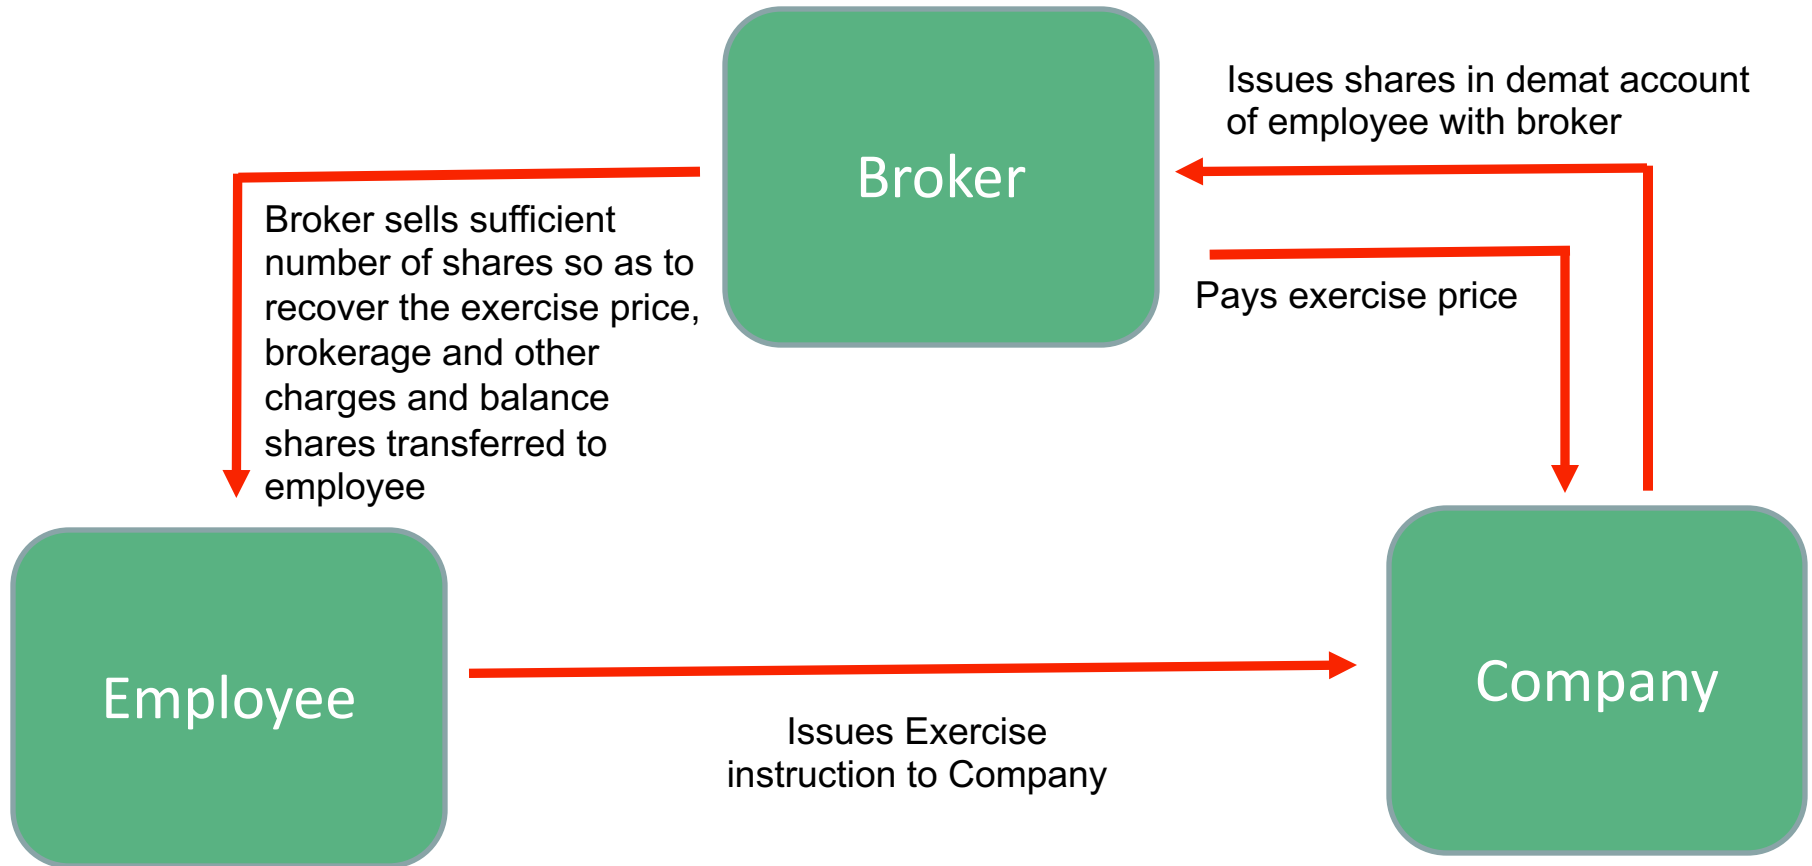 Broker
Issues shares in demat account
of employee with broker
Broker sells sufficient
number of shares so as to
recover the exercise price,
brokerage and other
charges and balance
shares transferred to
employee
Pays exercise price
Employee
Company
Issues Exercise
instruction to Company